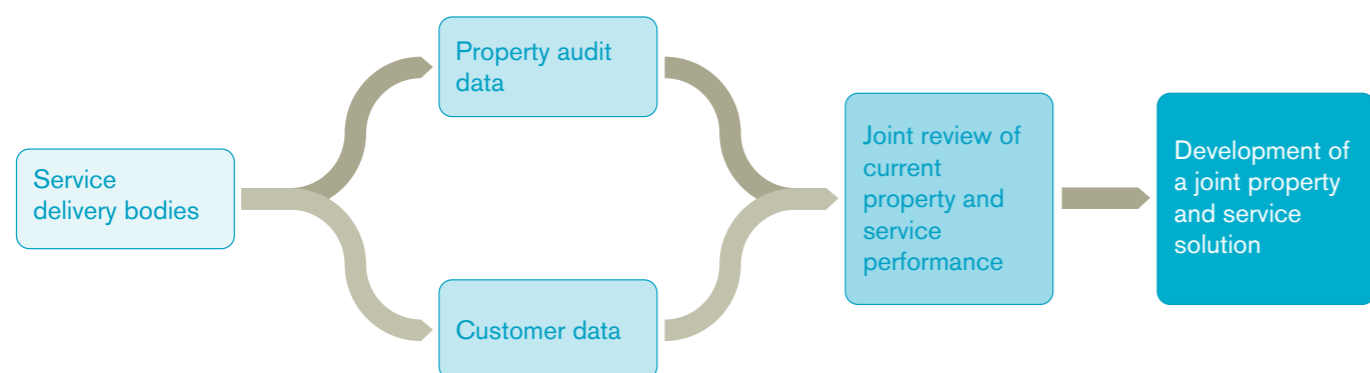 Property audit
data
Service
delivery bodies
Customer data
Joint review of
current
property and
service
performance
Development of
a joint property
and service
solution